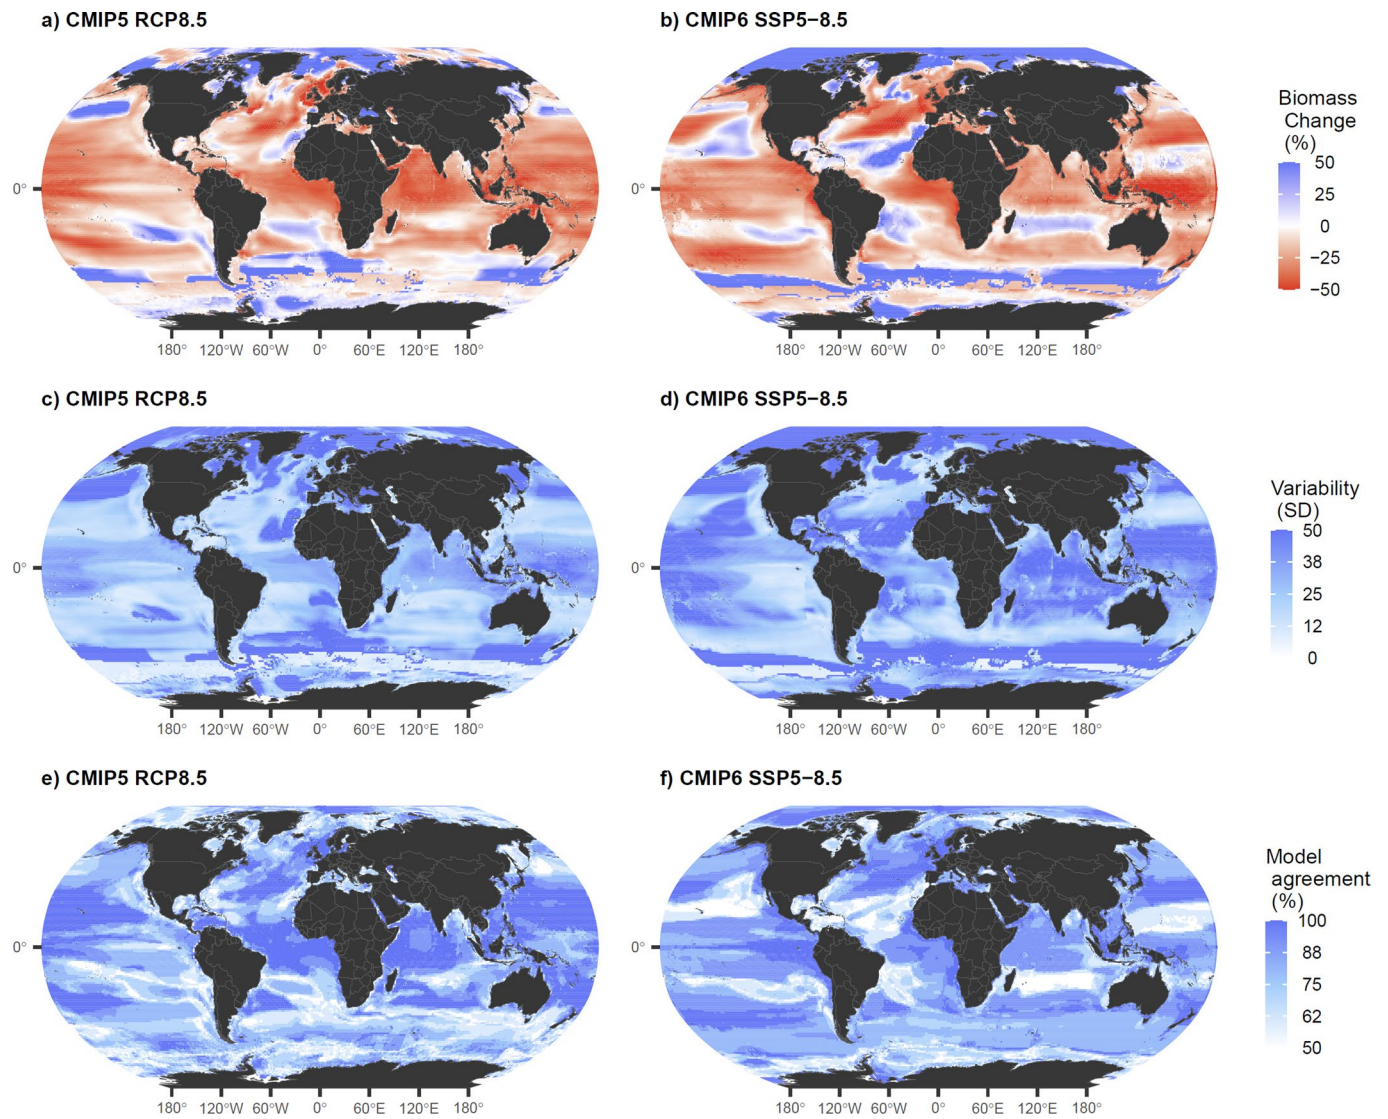 a) CMIP5 RCP8.5
b) CMIP6 SSP5−8.5
Biomass
Change
(%)
50
25
0
−25
−50
0°
180° 120°W 60°W 0° 60°E 120°E 180°
180° 120°W 60°W 0° 60°E 120°E 180°
c) CMIP5 RCP8.5
d) CMIP6 SSP5−8.5
Variability
(SD)
50
38
25
12
0
0°
0°
180° 120°W 60°W 0° 60°E 120°E 180°
180° 120°W 60°W 0° 60°E 120°E 180°
e) CMIP5 RCP8.5
f) CMIP6 SSP5−8.5
Model
agreement
(%)
100
88
75
62
50
0°
0°
180° 120°W 60°W 0° 60°E 120°E 180°
180° 120°W 60°W 0° 60°E 120°E 180°